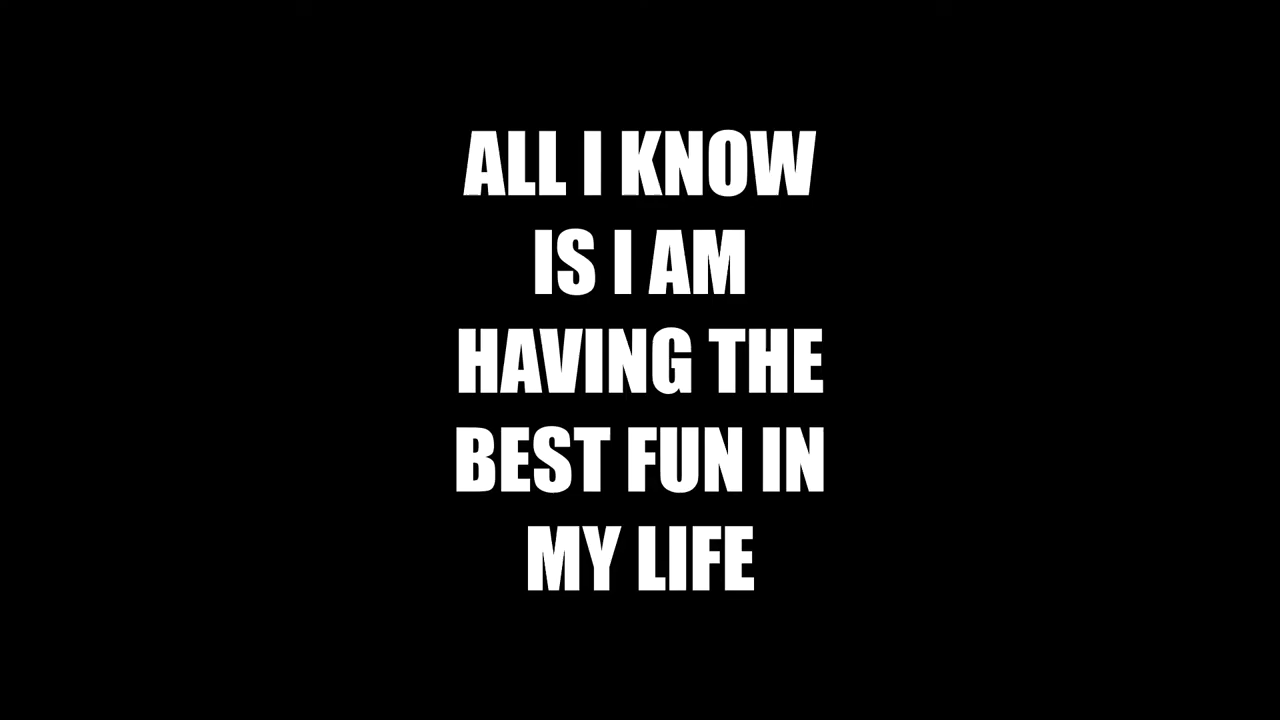 ALL I KNOW
IS I AM
HAVING THE
BEST FUN IN
MY LIFE